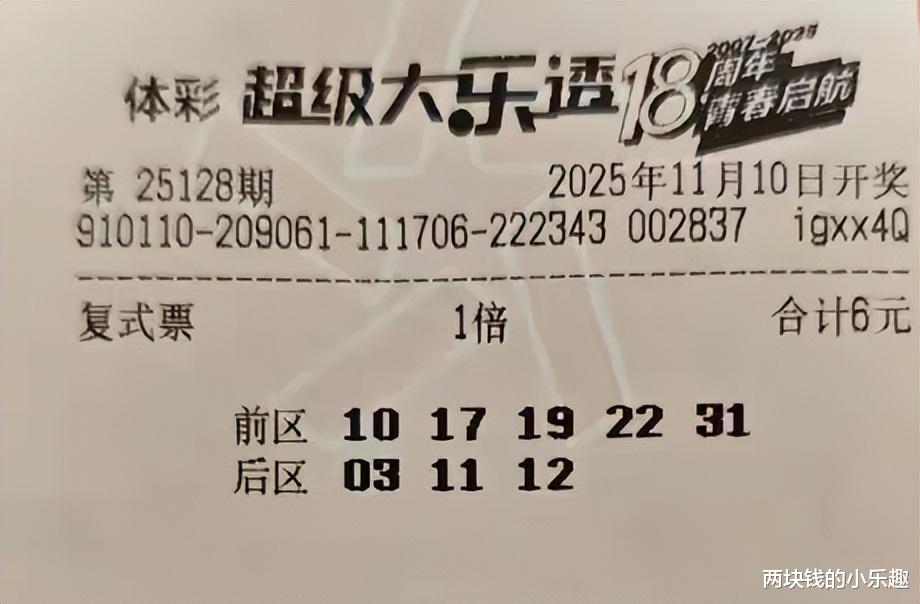 2007-2025
体彩 超级大乐透 18 周年
青春启航
第 25128期 2025年11月10日开奖
910110-209061-111706-222343 002837 igxx4Q
复式票 1倍 合计6元
前区 10 17 19 22 31
后区 03 11 12
两块钱的小乐趣